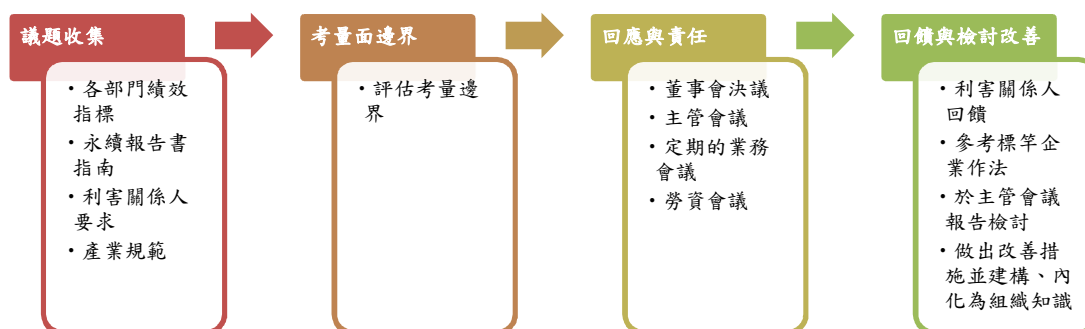 議題收集
・各部門績效
指標
・永續報告書
指南
・利害關係人
要求
・產業規範
考量面邊界
・評估考量邊
界
回應與責任
・董事會決議
・主管會議
・定期的業務
會議
・勞資會議
回饋與檢討改善
・利害關係人
回饋
・參考標竿企
業作法
・於主管會議
報告檢討
・做出改善措
施並建構、內
化為組織知識